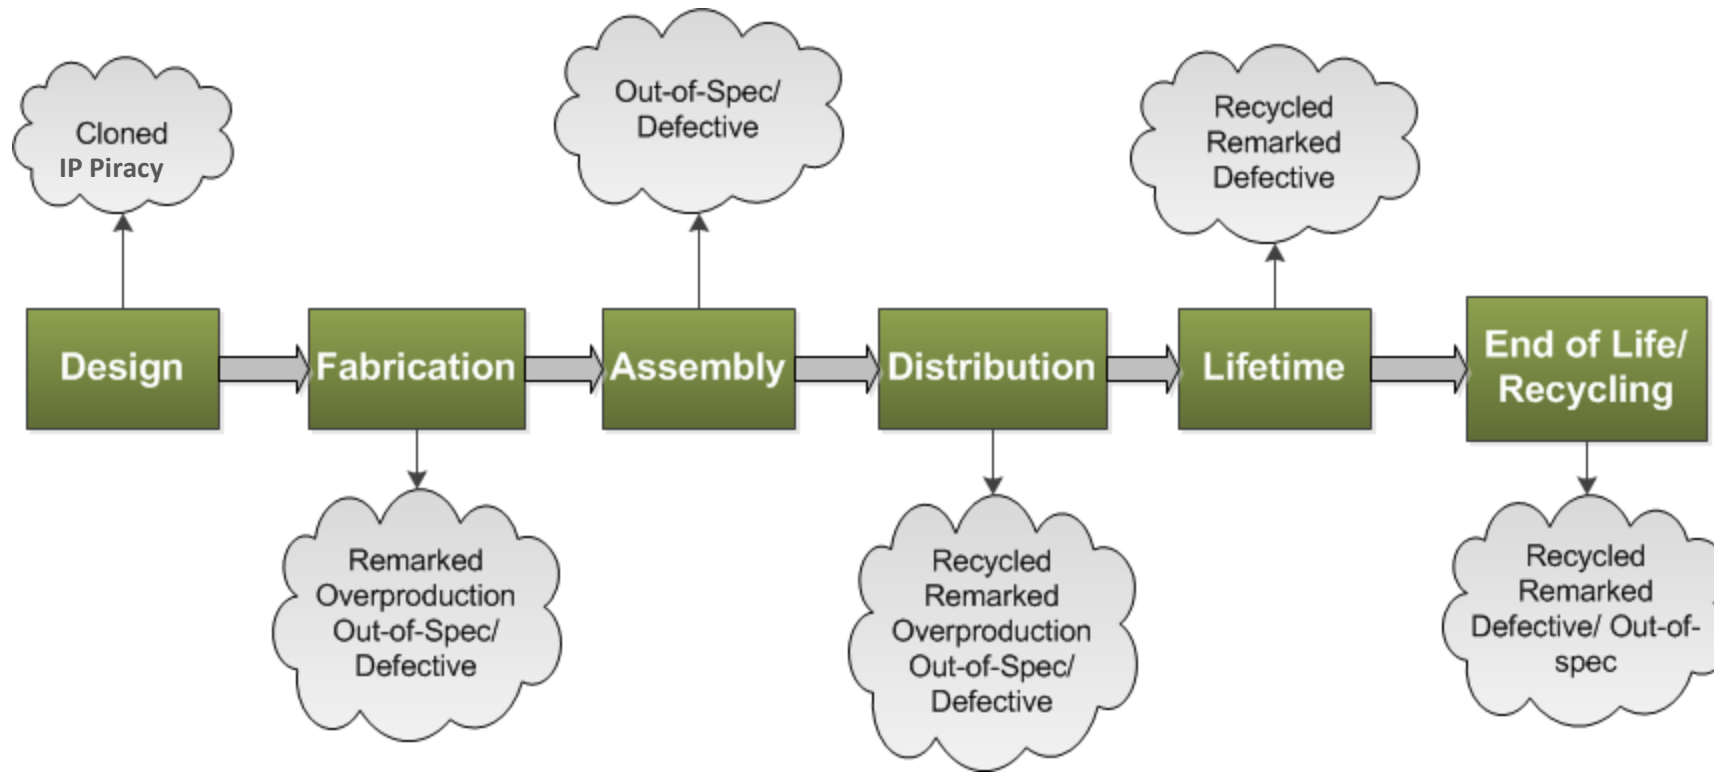 Cloned
IP Piracy
Out-of-Spec/
Defective
Recycled
Remarked
Defective
Design
Fabrication
Assembly
Distribution
Lifetime
End of Life/
Recycling
Remarked
Overproduction
Out-of-Spec/
Defective
Recycled
Remarked
Overproduction
Out-of-Spec/
Defective
Recycled
Remarked
Defective/ Out-of-
spec